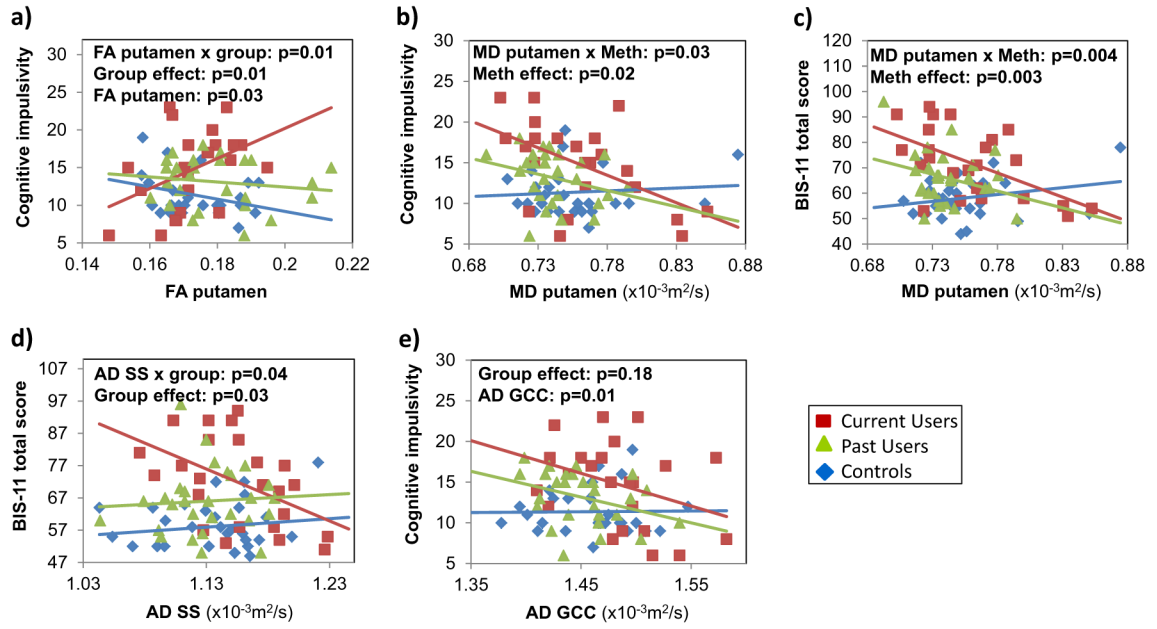 a)
FA putamen x group: p=0.01
Group effect: p=0.01
FA putamen: p=0.03
Cognitive impulsivity
30
25
20
15
10
5
0.14 0.16 0.18 0.2 0.22
FA putamen
b)
MD putamen x Meth: p=0.03
Meth effect: p=0.02
Cognitive impulsivity
30
25
20
15
10
5
0.68 0.73 0.78 0.83 0.88
MD putamen (x10-3m2/s)
c)
MD putamen x Meth: p=0.004
Meth effect: p=0.003
BIS-11 total score
120
110
100
90
80
70
60
50
40
0.68 0.73 0.78 0.83 0.88
MD putamen (x10-3m2/s)
d)
AD SS x group: p=0.04
Group effect: p=0.03
BIS-11 total score
107
97
87
77
67
57
47
1.03 1.13 1.23
AD SS (x10-3m2/s)
e)
Group effect: p=0.18
AD GCC: p=0.01
Cognitive impulsivity
30
25
20
15
10
5
1.35 1.45 1.55
AD GCC (x10-3m2/s)
Current Users
Past Users
Controls